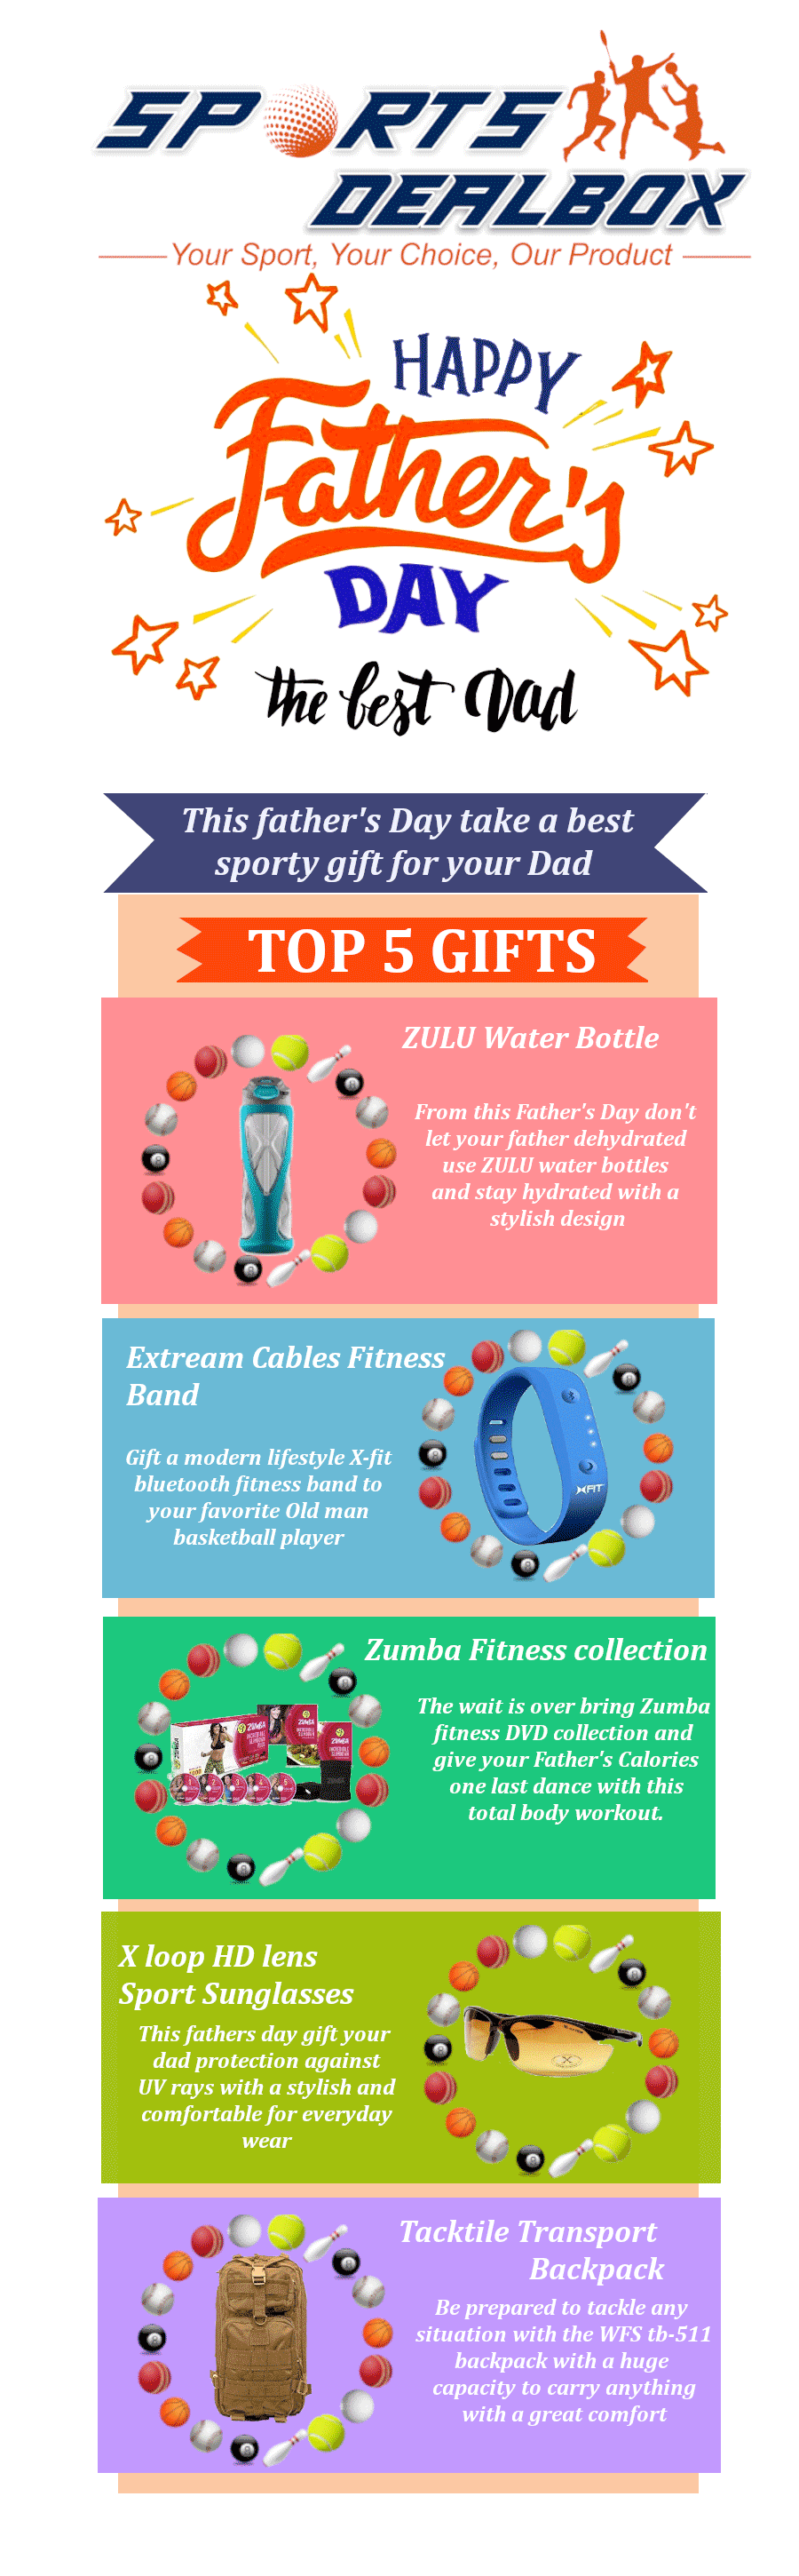 SPORTS
DEALBOX
Your Sport, Your Choice, Our Product
HAPPY
Father's
DAY
the best Dad
This father's Day take a best
sporty gift for your Dad
TOP 5 GIFTS
ZULU Water Bottle
From this Father's Day don't
let your father dehydrated
use ZULU water bottles
and stay hydrated with a
stylish design
Extream Cables Fitness
Band
Gift a modern lifestyle X-fit
bluetooth fitness band to
your favorite Old man
basketball player
XFIT
Zumba Fitness collection
The wait is over bring Zumba
fitness DVD collection and
give your Father's Calories
one last dance with this
total body workout.
ZUMBA
ZUMBA
1 2 3 4 5
X loop HD lens
Sport Sunglasses
This fathers day gift your
dad protection against
UV rays with a stylish and
comfortable for everyday
wear
Tacktile Transport
Backpack
Be prepared to tackle any
situation with the WFS tb-511
backpack with a huge
capacity to carry anything
with a great comfort